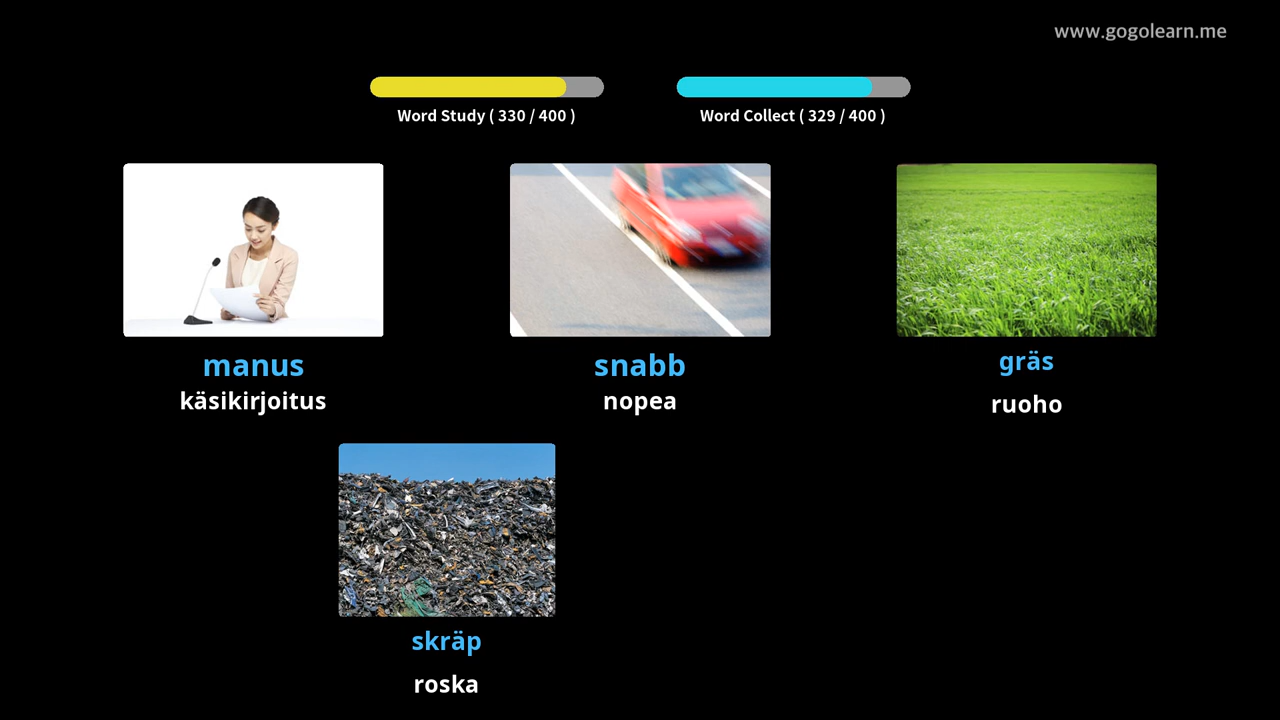 www.gogolearn.me
Word Study ( 330 / 400 )
Word Collect ( 329 / 400 )
manus
käsikirjoitus
snabb
nopea
gräs
ruoho
skräp
roska